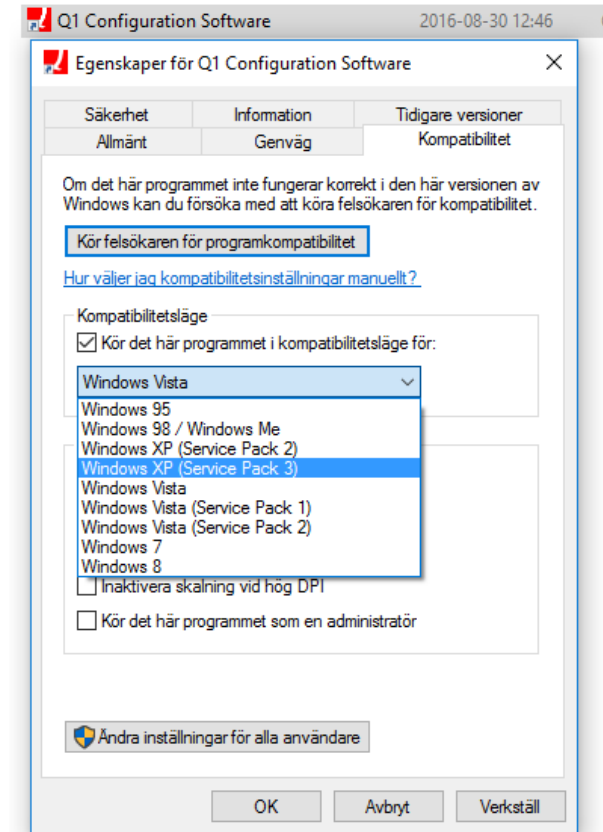 Q1 Configuration Software 2016-08-30 12:46
Egenskaper för Q1 Configuration Software
Säkerhet Information Tidigare versioner
Allmänt Genväg Kompatibilitet
Om det här programmet inte fungerar korrekt i den här versionen av
Windows kan du försöka med att köra felsökaren för kompatibilitet.
Kör felsökaren för programkompatibilitet
Hur väljer jag kompatibilitetsinställningar manuellt?
Kompatibilitetsläge
Kör det här programmet i kompatibilitetsläge för:
Windows Vista
Windows 95
Windows 98 / Windows Me
Windows XP (Service Pack 2)
Windows XP (Service Pack 3)
Windows Vista
Windows Vista (Service Pack 1)
Windows Vista (Service Pack 2)
Windows 7
Windows 8
Inaktivera skalning vid hög DPI
Kör det här programmet som en administratör
Ändra inställningar för alla användare
OK Avbryt Verkställ